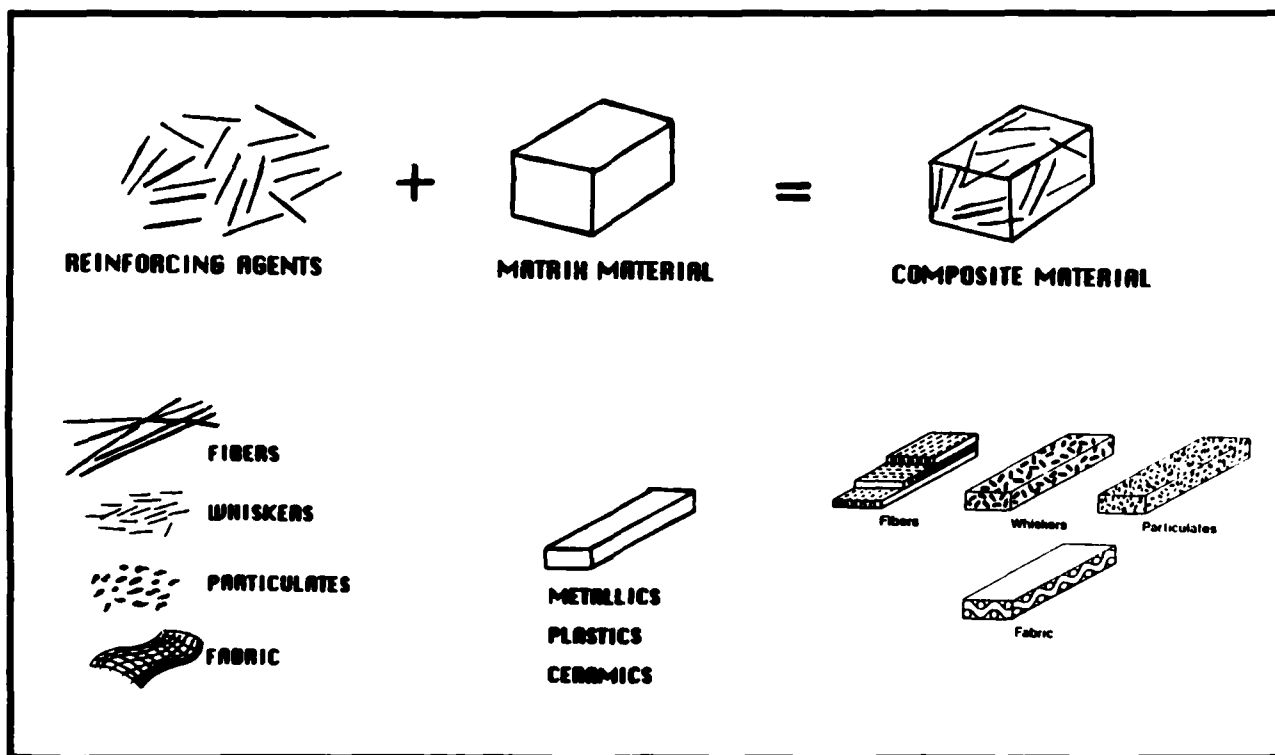 +
=
REINFORCING AGENTS
MATRIX MATERIAL
COMPOSITE MATERIAL
FIBERS
WHISKERS
PARTICULATES
FABRIC
METALLICS
PLASTICS
CERAMICS
Fibers
Whiskers
Particulates
Fabric